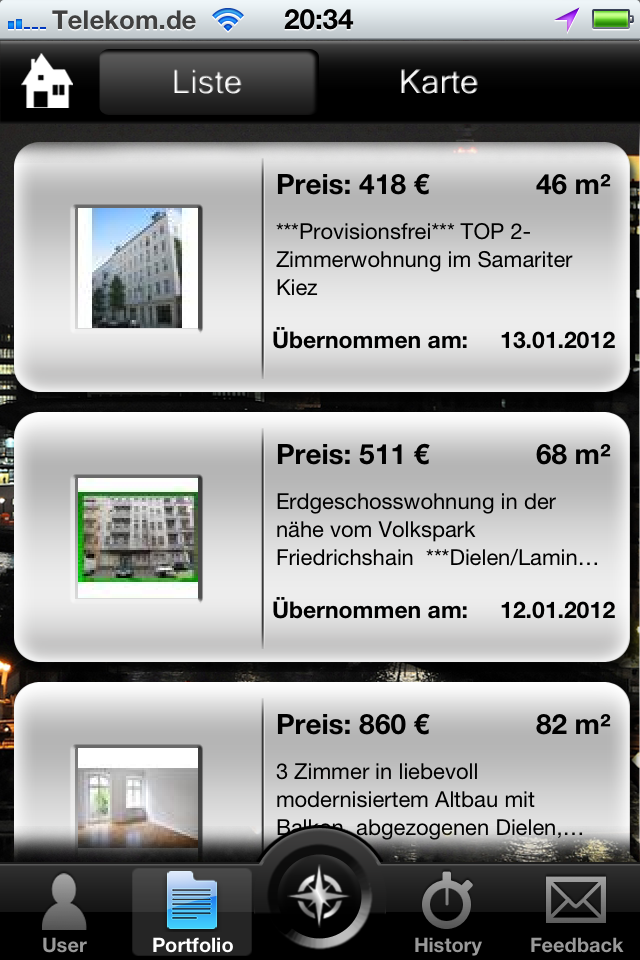 Telekom.de 20:34
Liste Karte
Preis: 418 € 46 m²
***Provisionsfrei*** TOP 2-
Zimmerwohnung im Samariter
Kiez
Übernommen am: 13.01.2012
Preis: 511 € 68 m²
Erdgeschosswohnung in der
nähe vom Volkspark
Friedrichshain ***Dielen/Lamin...
Übernommen am: 12.01.2012
Preis: 860 € 82 m²
3 Zimmer in liebevoll
modernisiertem Altbau mit
Balkon, abgezogenen Dielen,...
User Portfolio History Feedback